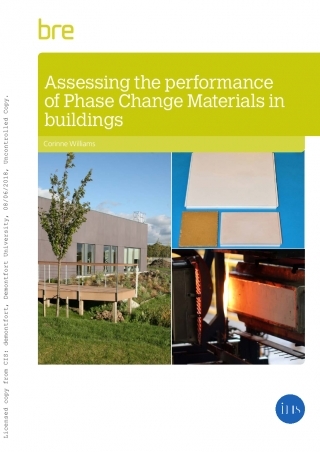 bre
Assessing the performance
of Phase Change Materials in
buildings
Corinne Williams
Licensed copy from CIS: demontfort, Demontfort University, 08/06/2018, Uncontrolled Copy.
ihs